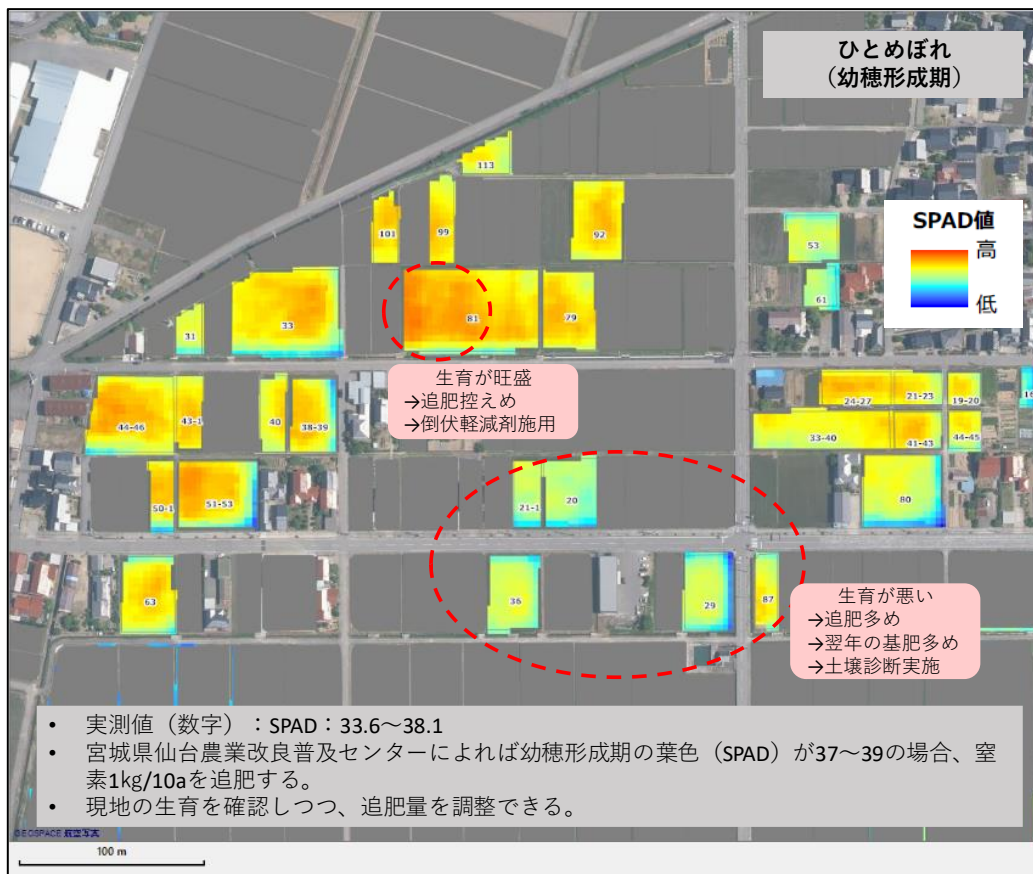 ひとめぼれ
（幼穂形成期）
SPAD値
高
低
113
101
99
92
53
61
33
81
79
31
生育が旺盛
→追肥控えめ
→倒伏軽減剤施用
44-46
43-1
40
38-39
24-27
21-23
19-20
16
33-40
41-43
44-45
50-1
51-53
21-1
20
80
63
36
29
87
生育が悪い
→追肥多め
→翌年の基肥多め
→土壌診断実施
• 実測値（数字）：SPAD：33.6～38.1
• 宮城県仙台農業改良普及センターによれば幼穂形成期の葉色（SPAD）が37～39の場合、窒
素1kg/10aを追肥する。
• 現地の生育を確認しつつ、追肥量を調整できる。
GEOSPACE 航空写真
100 m